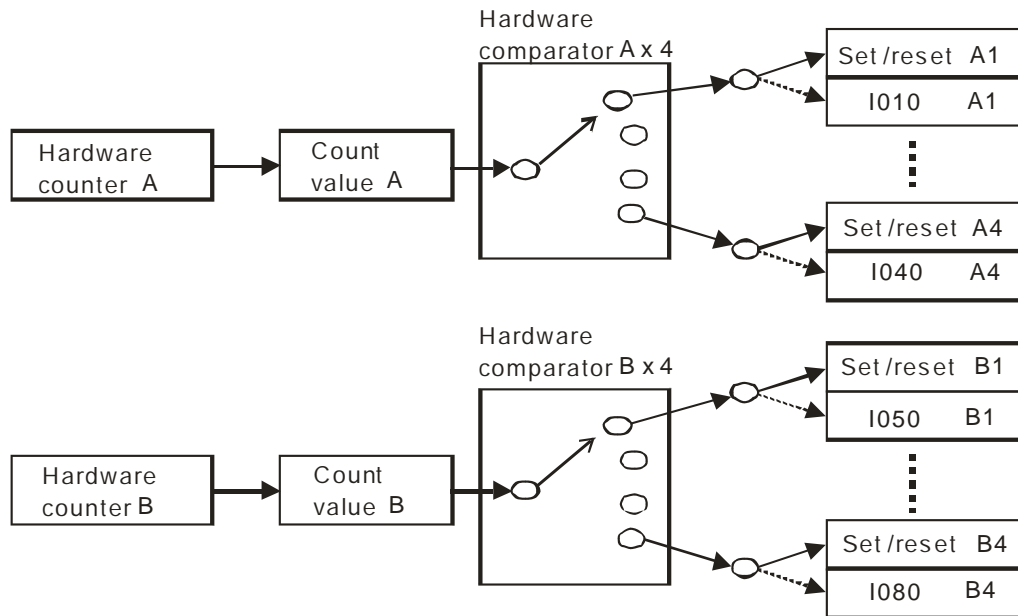 Hardware
comparator A x 4
Set/reset A1
I010 A1
Hardware
counter A
Count
value A
Set/reset A4
I040 A4
Hardware
comparator B x 4
Set/reset B1
I050 B1
Hardware
counter B
Count
value B
Set/reset B4
I080 B4